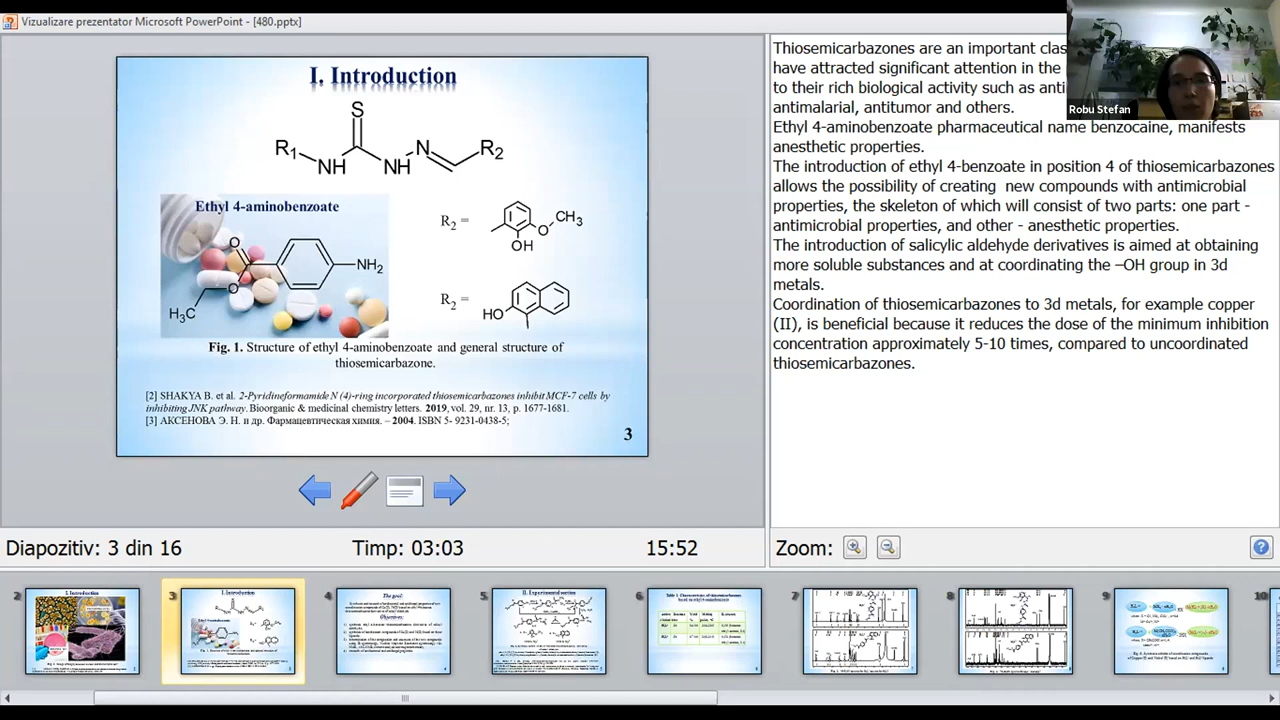 Vizualizare prezentator Microsoft PowerPoint - [480.pptx]
I. Introduction
S
R1
NH
NH
N
R2
Ethyl 4-aminobenzoate
O
NH2
O
H3C
R2 =
O
CH3
OH
R2 =
HO
Fig. 1. Structure of ethyl 4-aminobenzoate and general structure of
thiosemicarbazone.
[2] SHAKYA B. et al. 2-Pyridineformamide N (4)-ring incorporated thiosemicarbazones inhibit MCF-7 cells by
inhibiting JNK pathway. Bioorganic & medicinal chemistry letters. 2019, vol. 29, nr. 13, p. 1677-1681.
[3] АКСЕНОВА Э. Н. и др. Фармацевтическая химия. – 2004. ISBN 5- 9231-0438-5;
3
Thiosemicarbazones are an important clas
have attracted significant attention in the
to their rich biological activity such as anti
antimalarial, antitumor and others.
Ethyl 4-aminobenzoate pharmaceutical name benzocaine, manifests
anesthetic properties.
The introduction of ethyl 4-benzoate in position 4 of thiosemicarbazones
allows the possibility of creating new compounds with antimicrobial
properties, the skeleton of which will consist of two parts: one part -
antimicrobial properties, and other - anesthetic properties.
The introduction of salicylic aldehyde derivatives is aimed at obtaining
more soluble substances and at coordinating the –OH group in 3d
metals.
Coordination of thiosemicarbazones to 3d metals, for example copper
(II), is beneficial because it reduces the dose of the minimum inhibition
concentration approximately 5-10 times, compared to uncoordinated
thiosemicarbazones.
Robu Stefan
Diapozitiv: 3 din 16
Timp: 03:03
15:52
Zoom:
2
I. Introduction
3
I. Introduction
4
The goal:
Objectives:
5
II. Experimental section
6
7
8
9
10